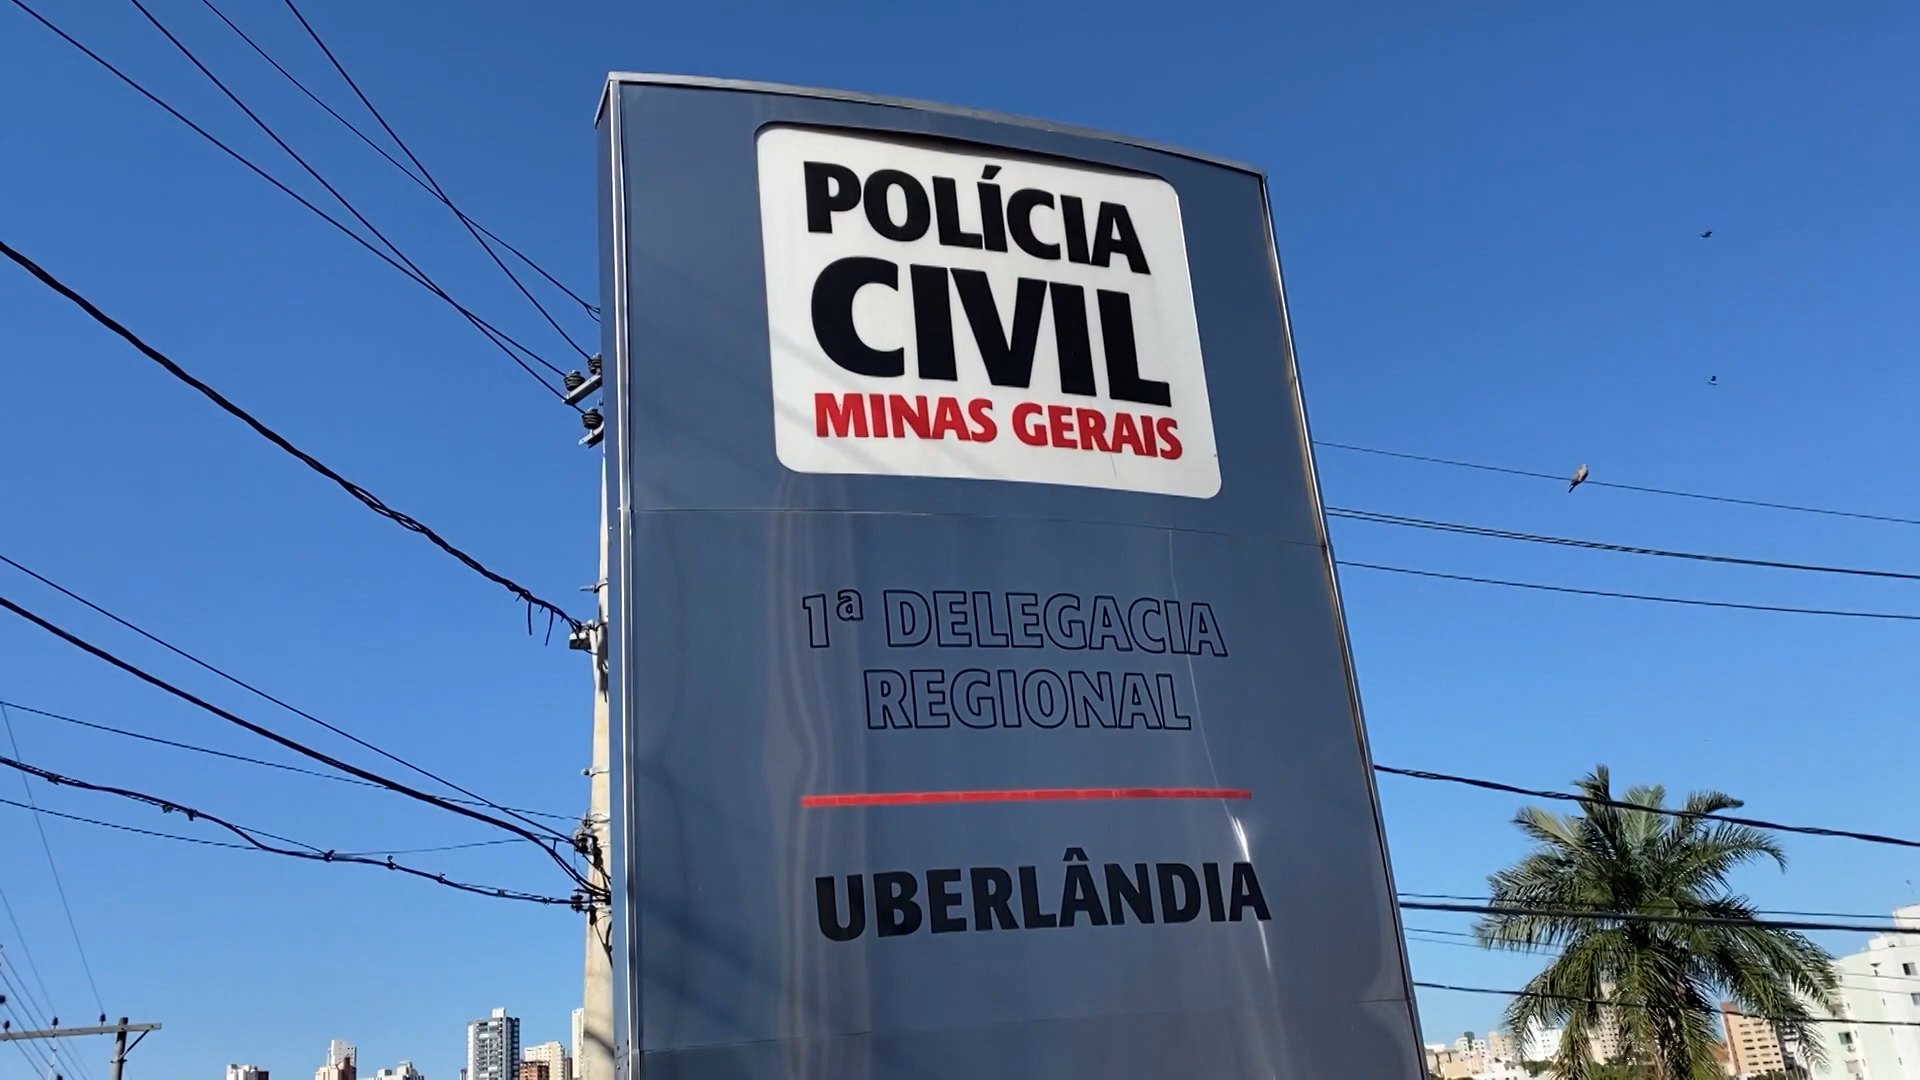 POLÍCIA
CIVIL
MINAS GERAIS
1ª DELEGACIA
REGIONAL
UBERLÂNDIA